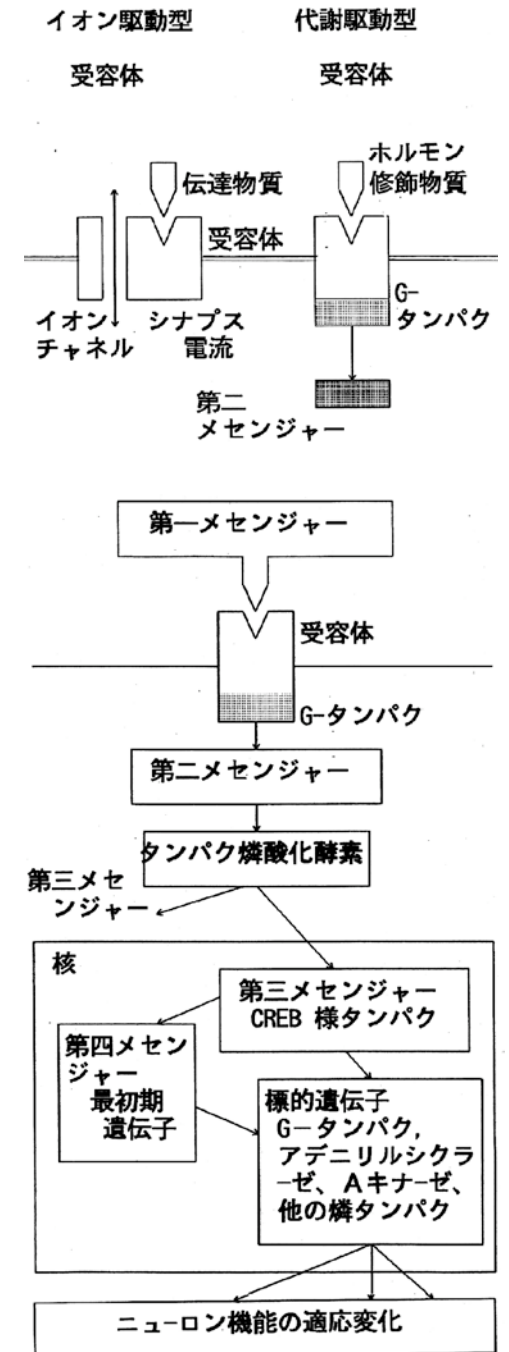 イオン駆動型
代謝駆動型
受容体
受容体
伝達物質
ホルモン
修飾物質
受容体
イオン
チャネル
シナプス
電流
G-
タンパク
第二
メセンジャー
第一メセンジャー
受容体
G-タンパク
第二メセンジャー
タンパク燐酸化酵素
第三メセ
ンジャー
核
第三メセンジャー
CREB 様タンパク
第四メセン
ジャー
最初期
遺伝子
標的遺伝子
G-タンパク,
アデニリルシクラ
-ゼ、Aキナ-ゼ、
他の燐タンパク
ニュ-ロン機能の適応変化